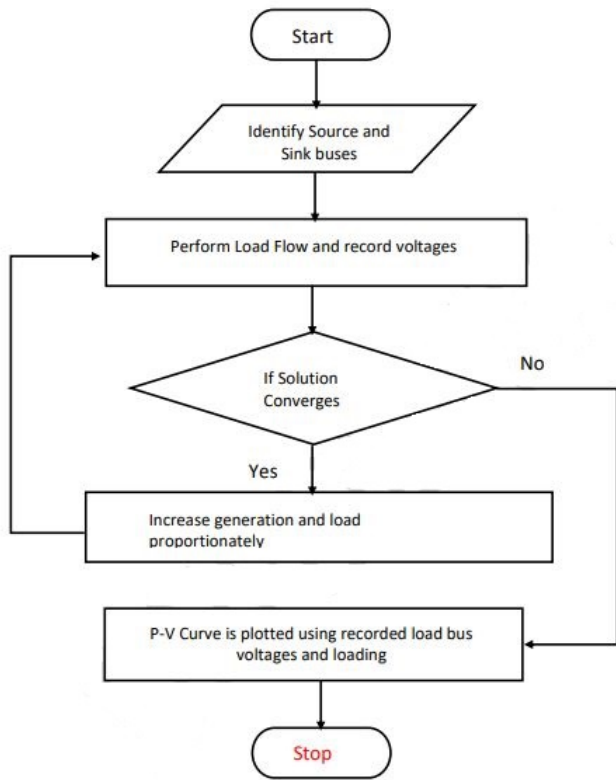 Start
Identify Source and
Sink buses
Perform Load Flow and record voltages
If Solution
Converges
No
Yes
Increase generation and load
proportionately
P-V Curve is plotted using recorded load bus
voltages and loading
Stop